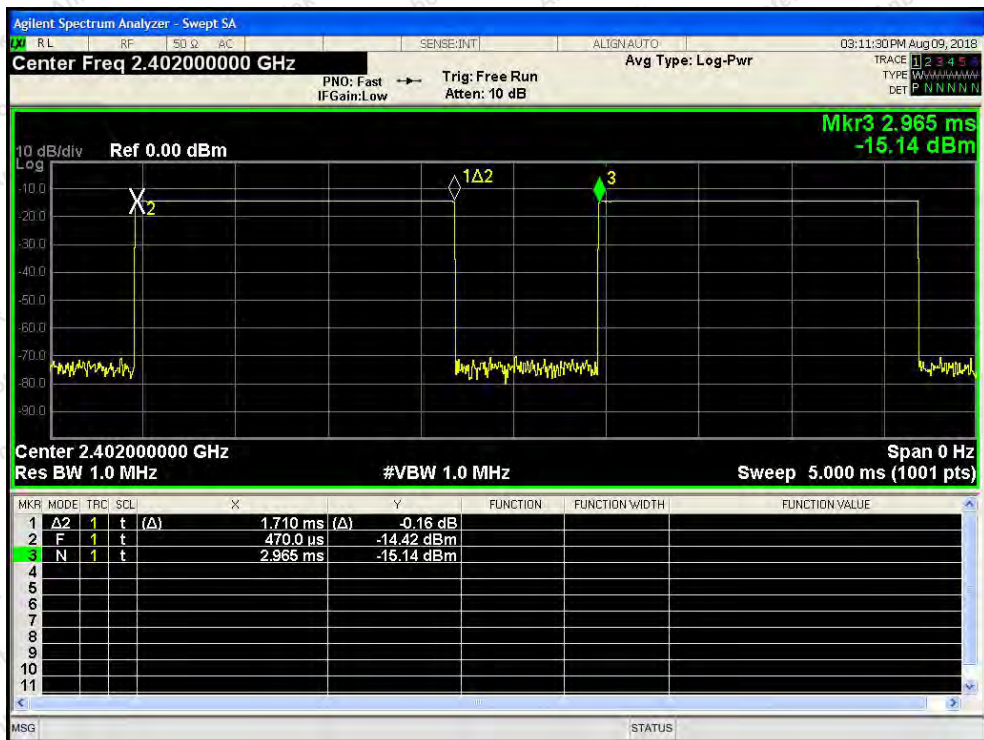 Agilent Spectrum Analyzer - Swept SA
LXI RL RF 50 Ω AC SENSE:INT ALIGNAUTO 03:11:30 PM Aug 09, 2018
Center Freq 2.402000000 GHz
PNO: Fast
IFGain:Low
Trig: Free Run
Atten: 10 dB
Avg Type: Log-Pwr
TRACE 1 2 3 4 5 6
TYPE WWWWWW
DET P N N N N N
Mkr3 2.965 ms
-15.14 dBm
10 dB/div Ref 0.00 dBm
Log
-10.0
-20.0
-30.0
-40.0
-50.0
-60.0
-70.0
-80.0
-90.0
2
1Δ2
3
Center 2.402000000 GHz Span 0 Hz
Res BW 1.0 MHz #VBW 1.0 MHz Sweep 5.000 ms (1001 pts)
MKR MODE TRC SCL X Y FUNCTION FUNCTION WIDTH FUNCTION VALUE
1 Δ2 1 t (Δ) 1.710 ms (Δ) -0.16 dB
2 F 1 t 470.0 µs -14.42 dBm
3 N 1 t 2.965 ms -15.14 dBm
4
5
6
7
8
9
10
11
MSG STATUS